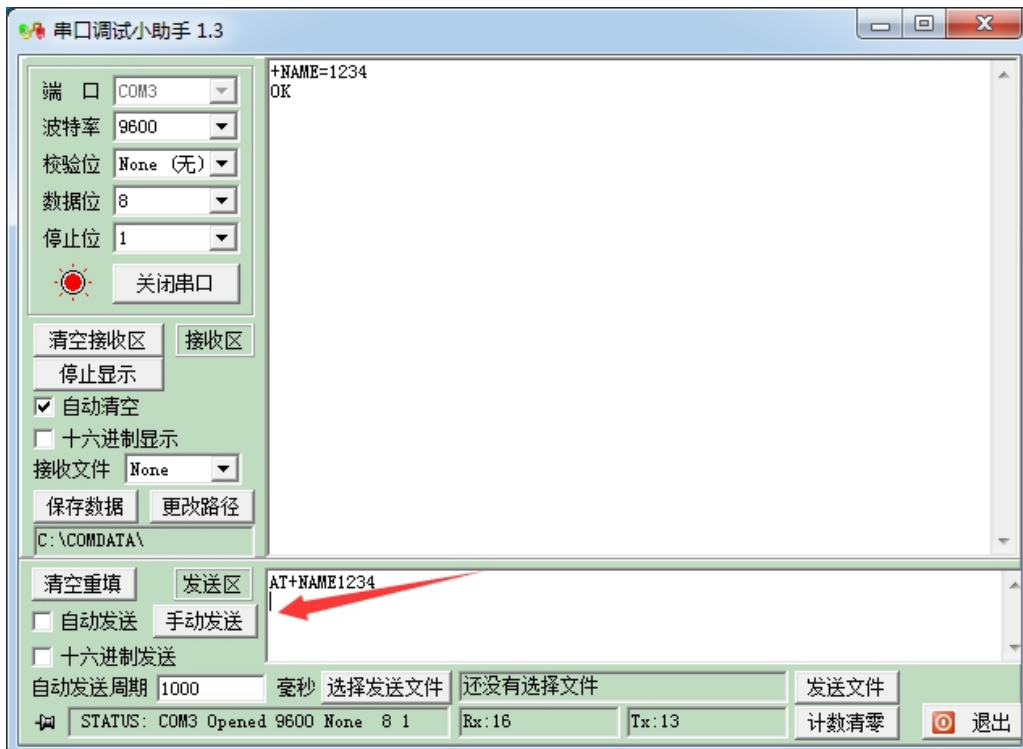 串口调试小助手 1.3
端 口 COM3
波特率 9600
校验位 None (无)
数据位 8
停止位 1
关闭串口
清空接收区 接收区
停止显示
自动清空
十六进制显示
接收文件 None
保存数据 更改路径
C:\COMDATA\
+NAME=1234
OK
清空重填 发送区
自动发送 手动发送
十六进制发送
AT+NAME1234
自动发送周期 1000 毫秒 选择发送文件 还没有选择文件 发送文件
STATUS: COM3 Opened 9600 None 8 1 Rx:16 Tx:13 计数清零 退出